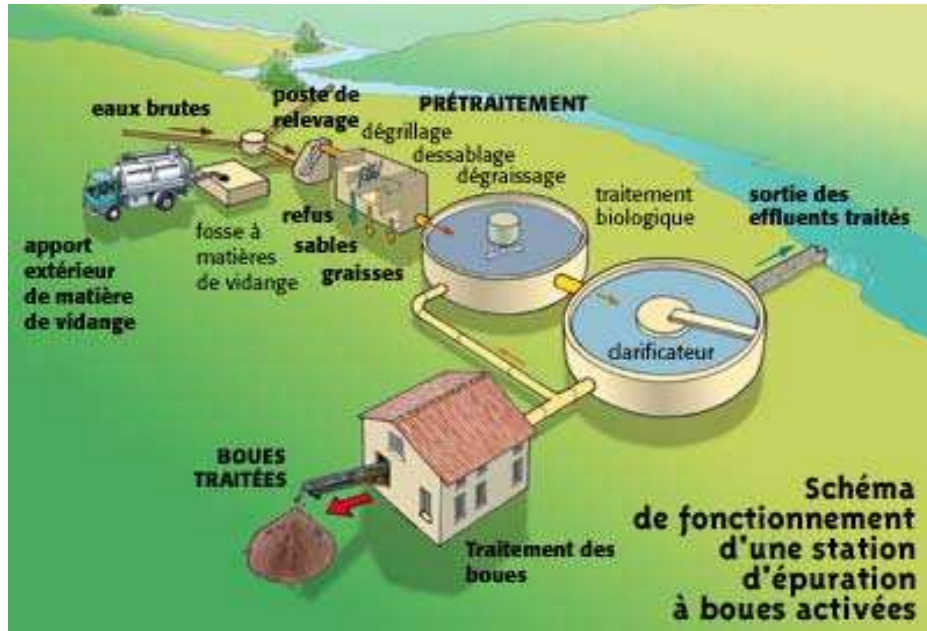 eaux brutes
poste de
relevage
PRÉTRAITEMENT
dégrillage
dessablage
dégraissage
traitement
biologique
sortie des
effluents traités
apport
extérieur
de matière
de vidange
fosse à
matières
de vidange
refus
sables
graisses
clarificateur
BOUES
TRAITÉES
Traitement des
boues
Schéma
de fonctionnement
d'une station
d'épuration
à boues activées